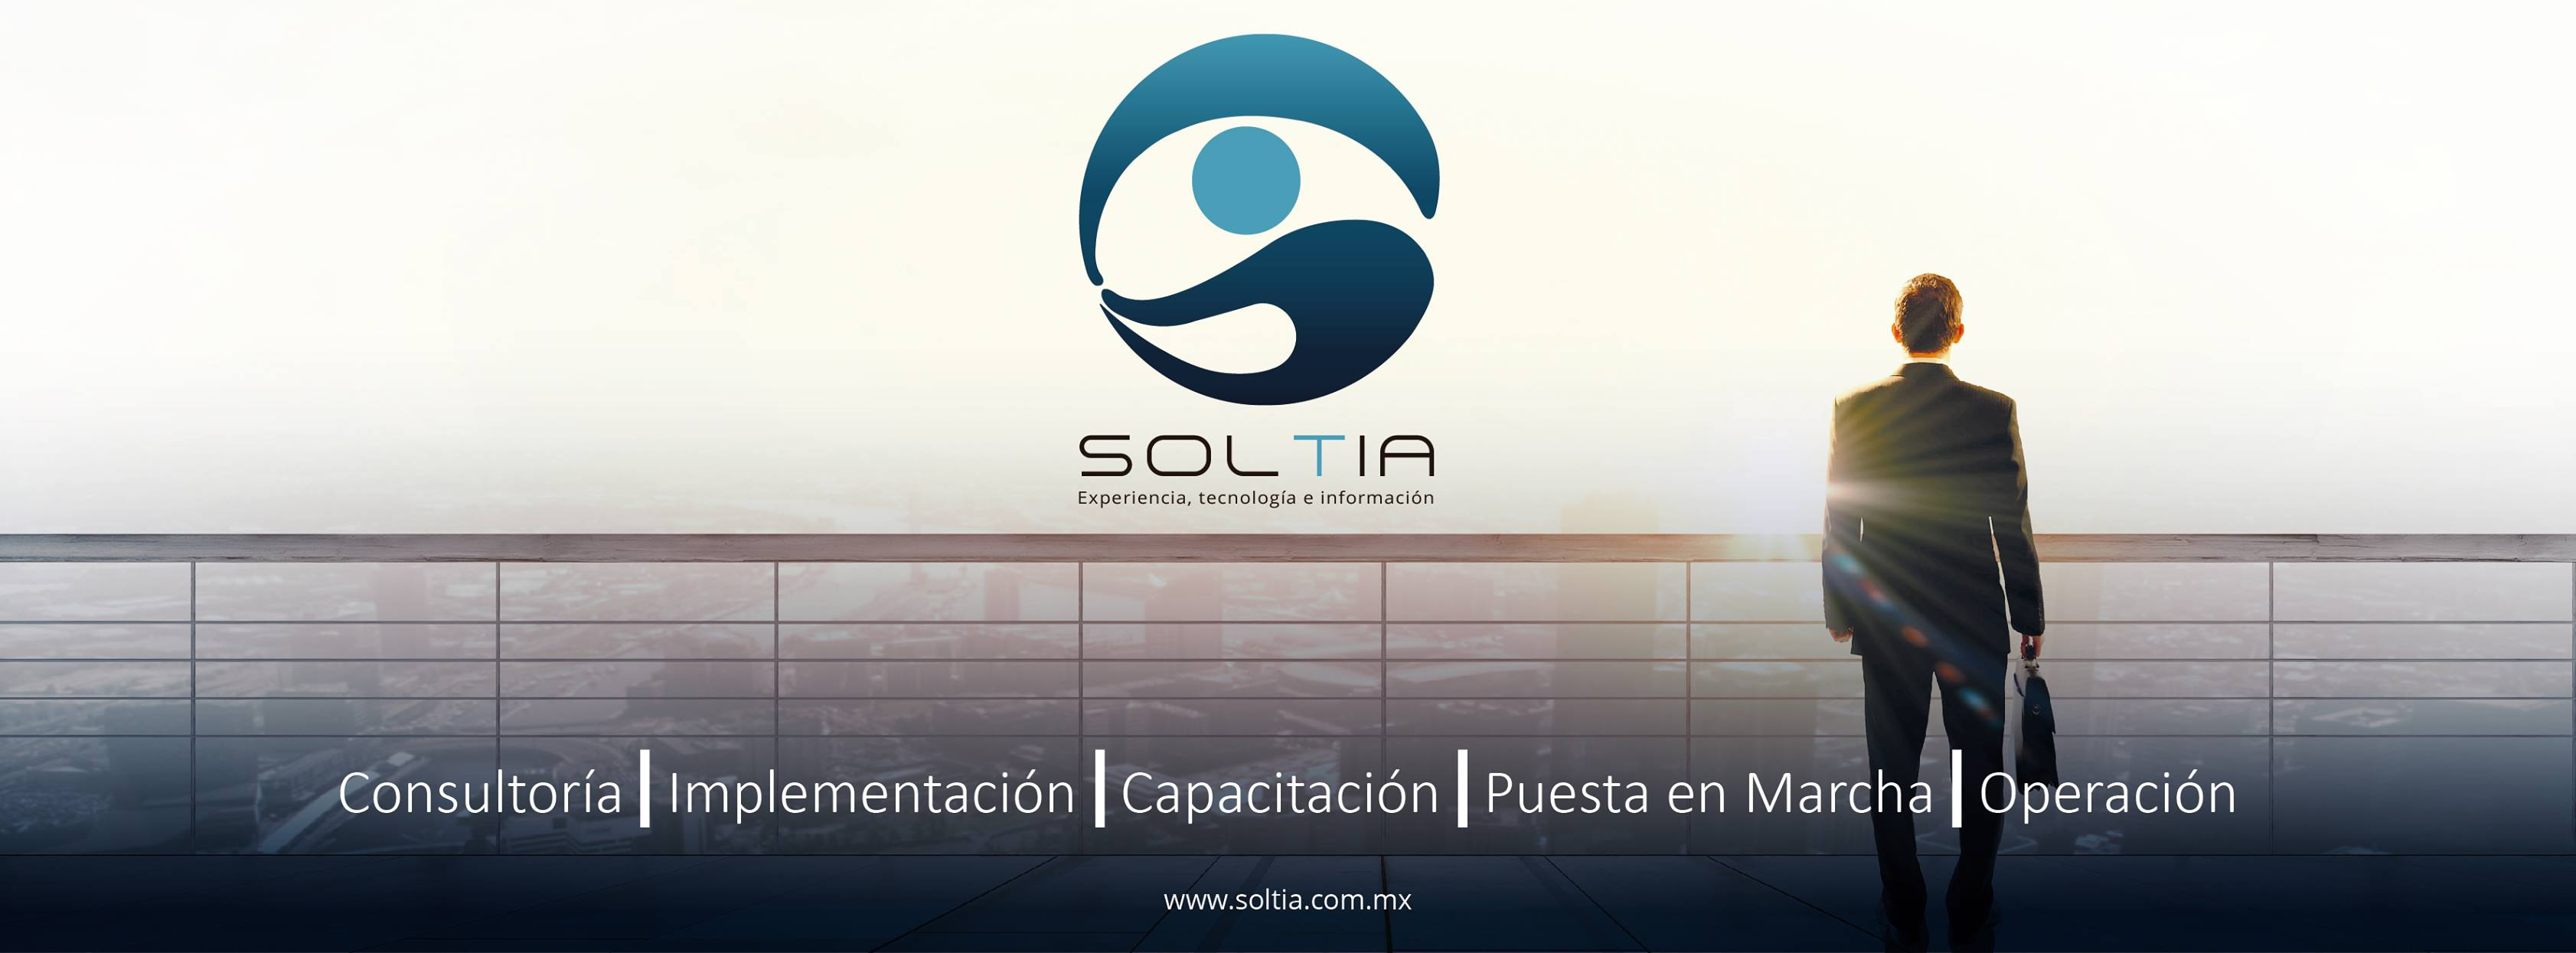 SOLTIA
Experiencia, tecnología e información
Consultoría | Implementación | Capacitación | Puesta en Marcha | Operación
www.soltia.com.mx